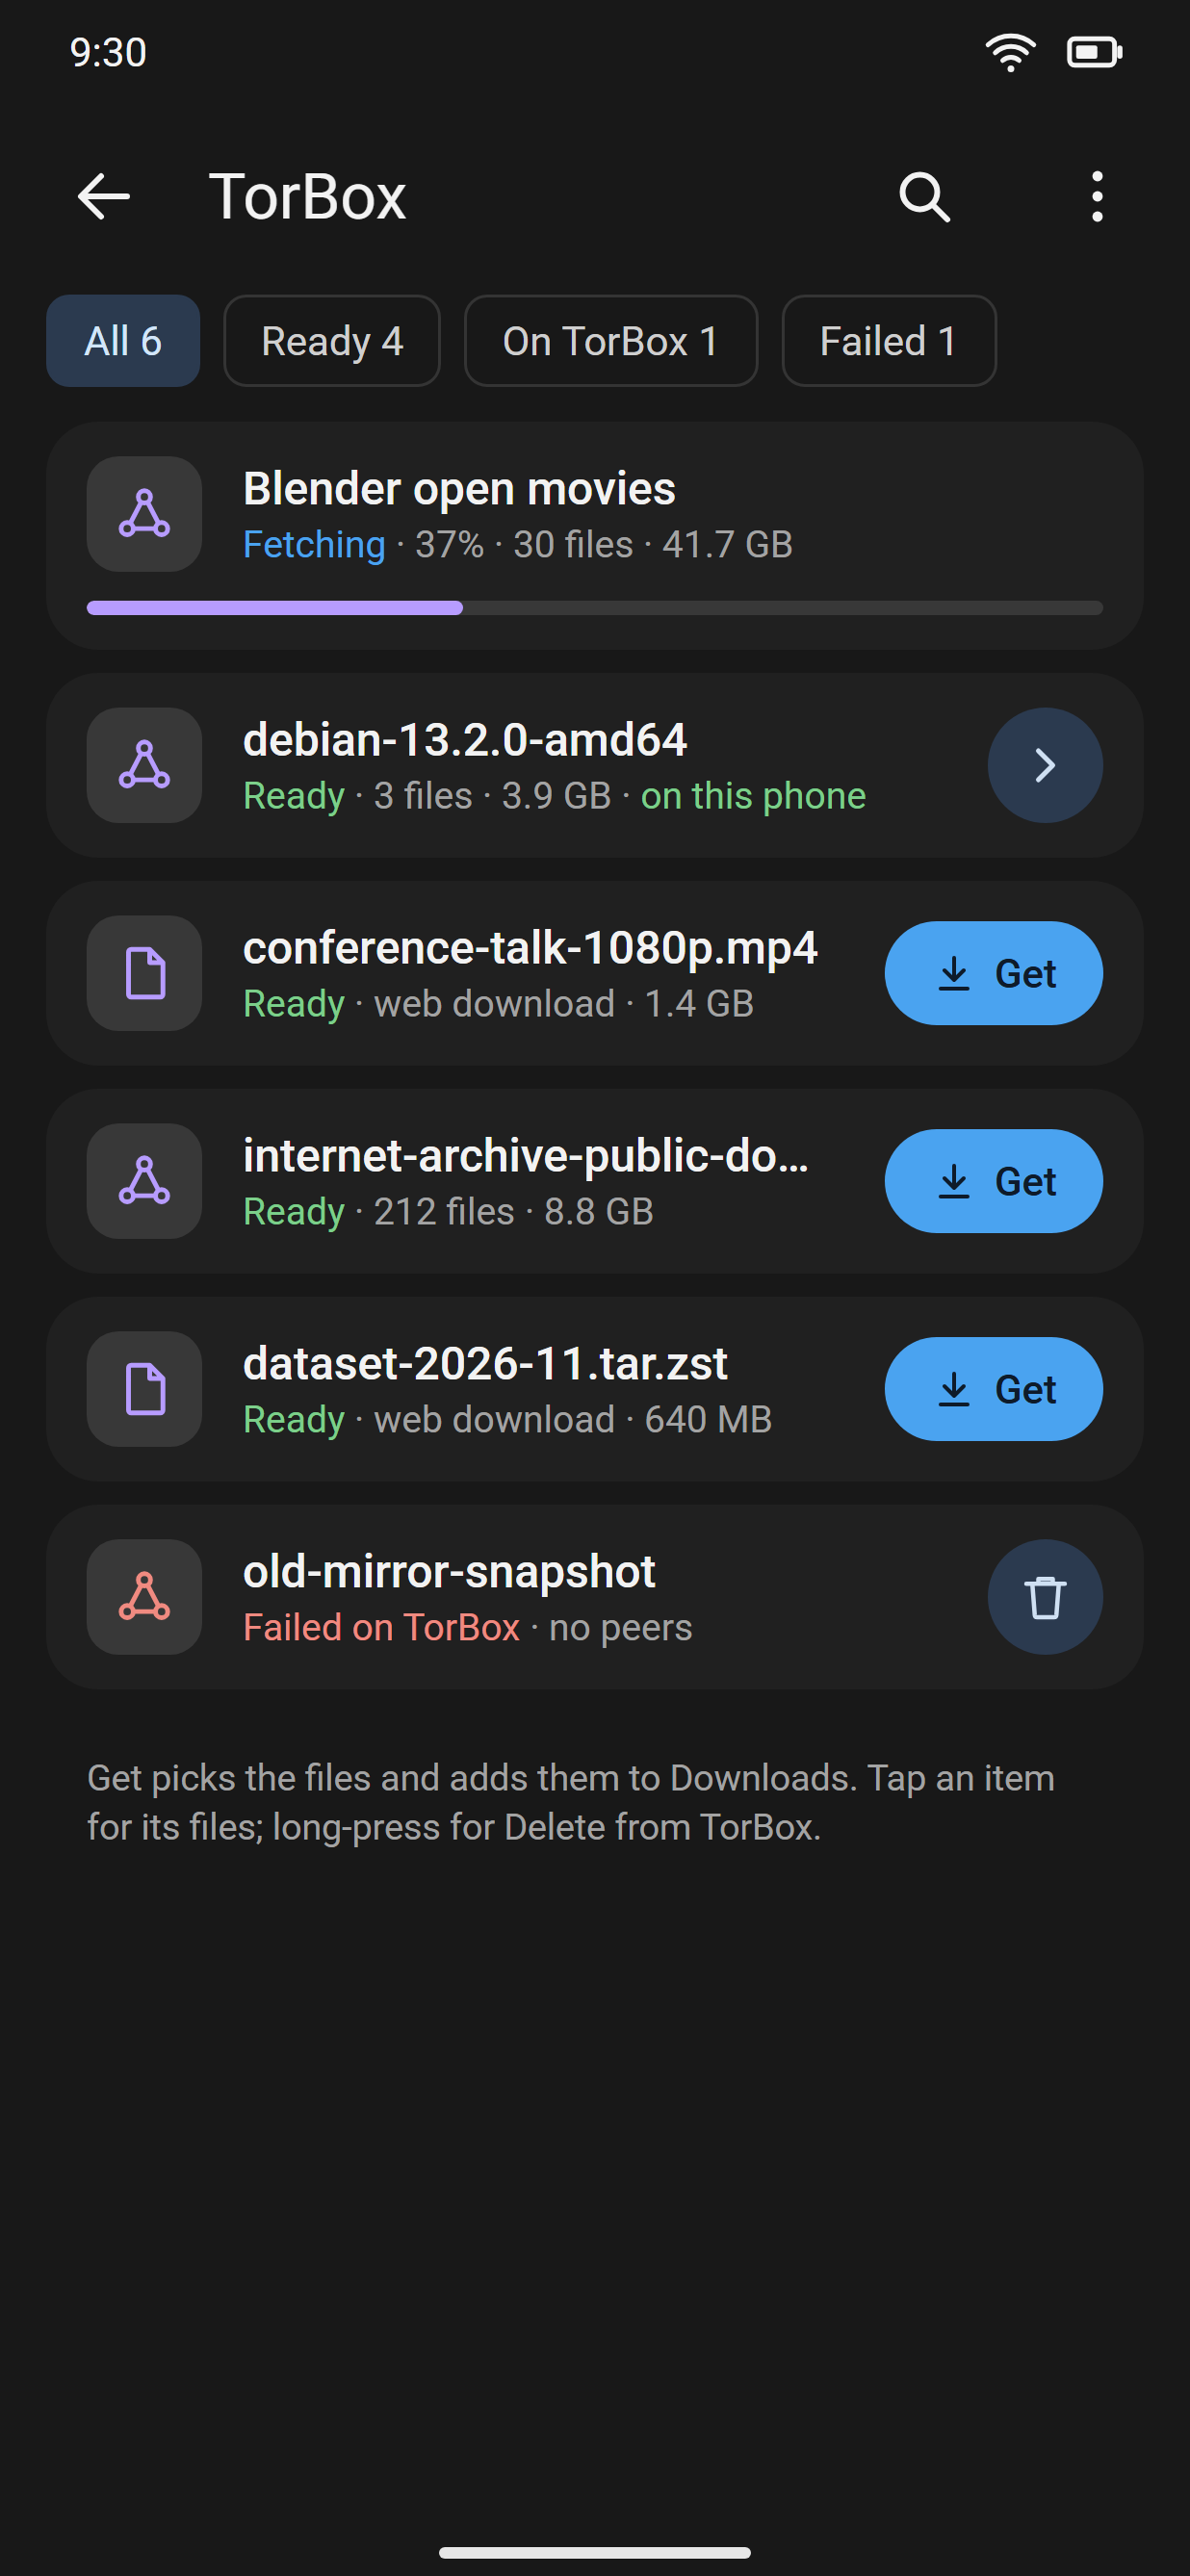 9:30
TorBox
All 6
Ready 4
On TorBox 1
Failed 1
Blender open movies
Fetching · 37% · 30 files · 41.7 GB
debian-13.2.0-amd64
Ready · 3 files · 3.9 GB · on this phone
conference-talk-1080p.mp4
Ready · web download · 1.4 GB
Get
internet-archive-public-do…
Ready · 212 files · 8.8 GB
Get
dataset-2026-11.tar.zst
Ready · web download · 640 MB
Get
old-mirror-snapshot
Failed on TorBox · no peers
Get picks the files and adds them to Downloads. Tap an item
for its files; long-press for Delete from TorBox.